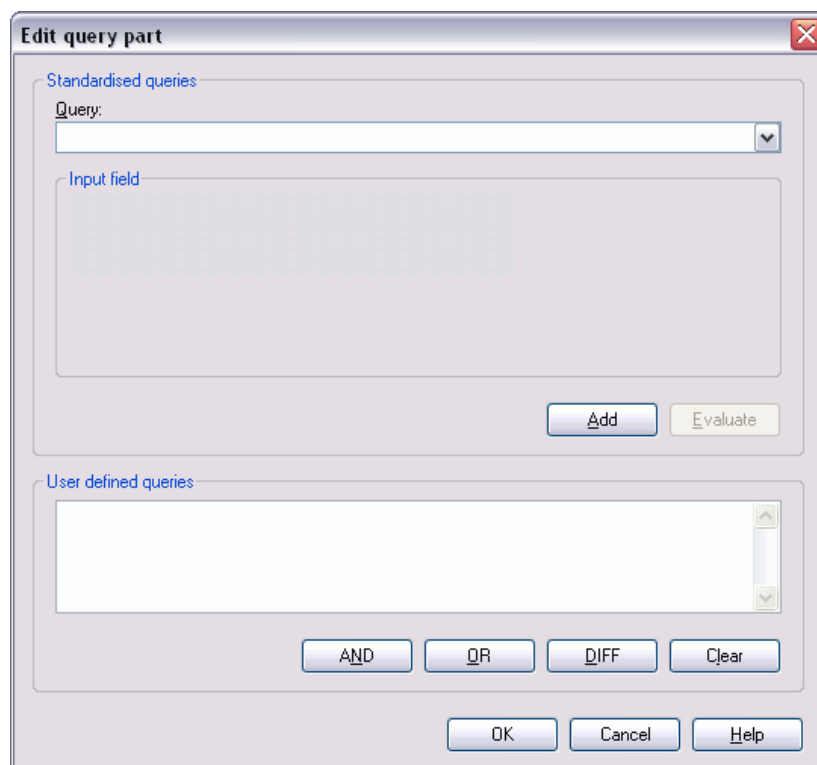 Edit query part
Standardised queries
Query:
Input field
Add Evaluate
User defined queries
AND OR DIFF Clear
OK Cancel Help